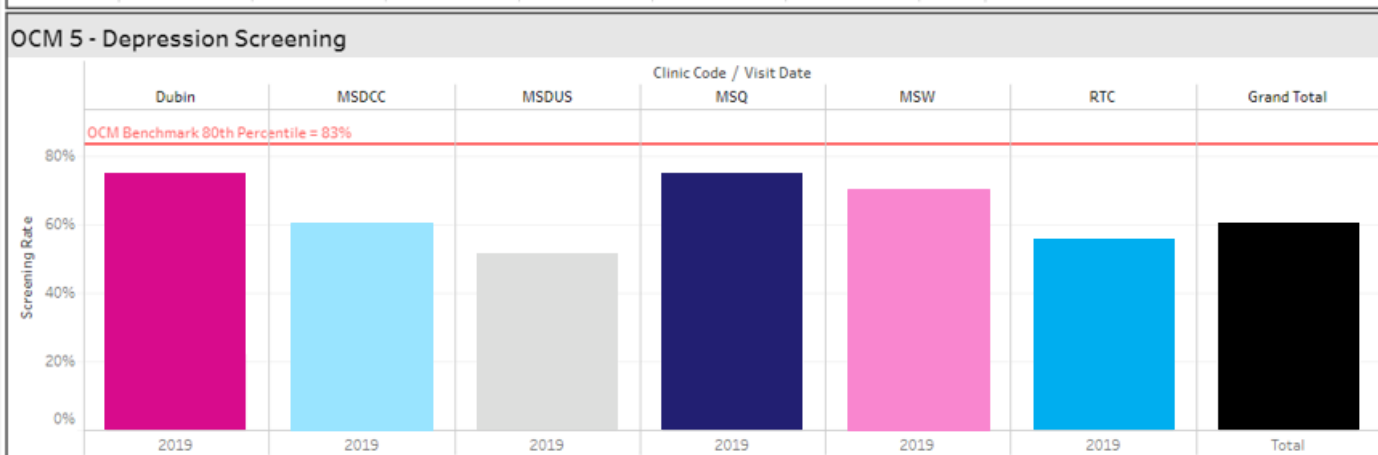 OCM 5 - Depression Screening
Clinic Code / Visit Date
Dubin MSDCC MSDUS MSQ MSW RTC Grand Total
OCM Benchmark 80th Percentile = 83%
80%
60%
40%
20%
0%
Screening Rate
2019 2019 2019 2019 2019 2019 Total